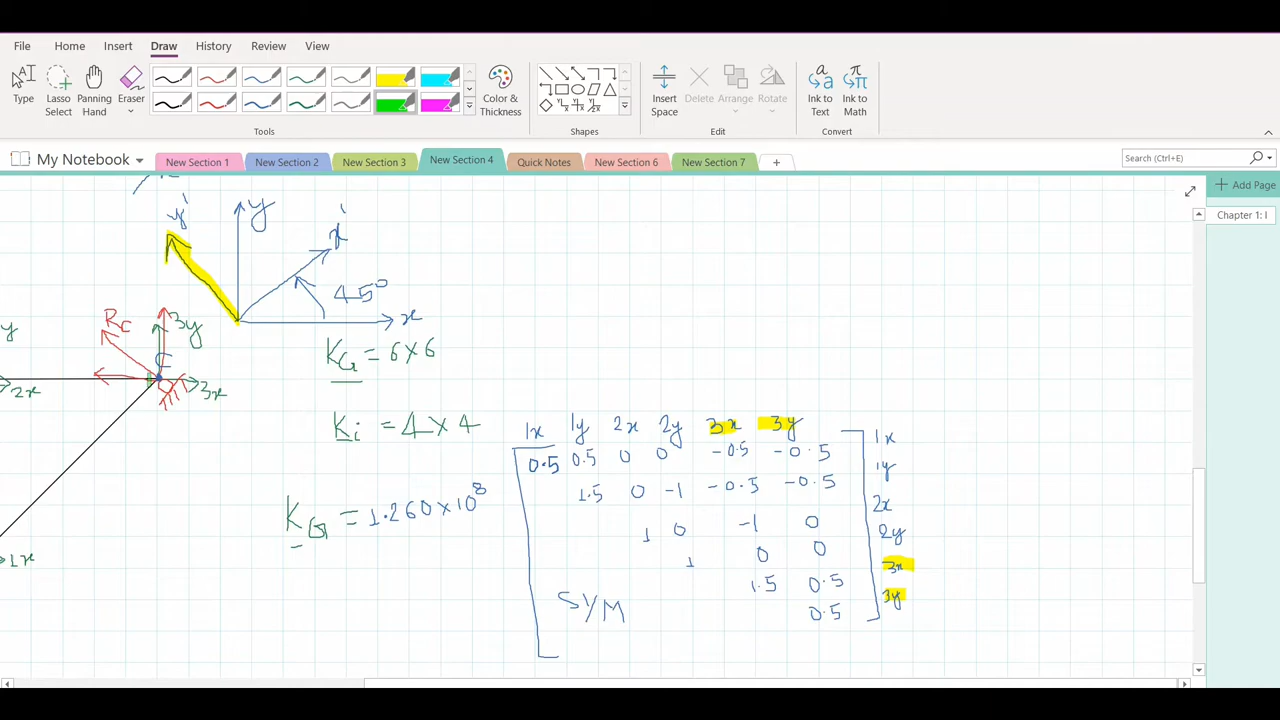 File Home Insert Draw History Review View
Type Lasso Select Panning Hand Eraser Color & Thickness Insert Space Delete Arrange Rotate Ink to Text Ink to Math
Tools Shapes Edit Convert
My Notebook New Section 1 New Section 2 New Section 3 New Section 4 Quick Notes New Section 6 New Section 7 Search (Ctrl+E)
Add Page
Chapter 1: I
y' y x'
45°
x
y Rc 3y C
2x 3x
1x
KG = 6×6
Ki = 4×4
KG = 1.260×10⁸
1x 1y 2x 2y 3x 3y
0.5 0.5 0 0 -0.5 -0.5 1x
1.5 0 -1 -0.5 -0.5 1y
1 0 -1 0 2x
1 0 0 2y
1.5 0.5 3x
SYM 0.5 3y